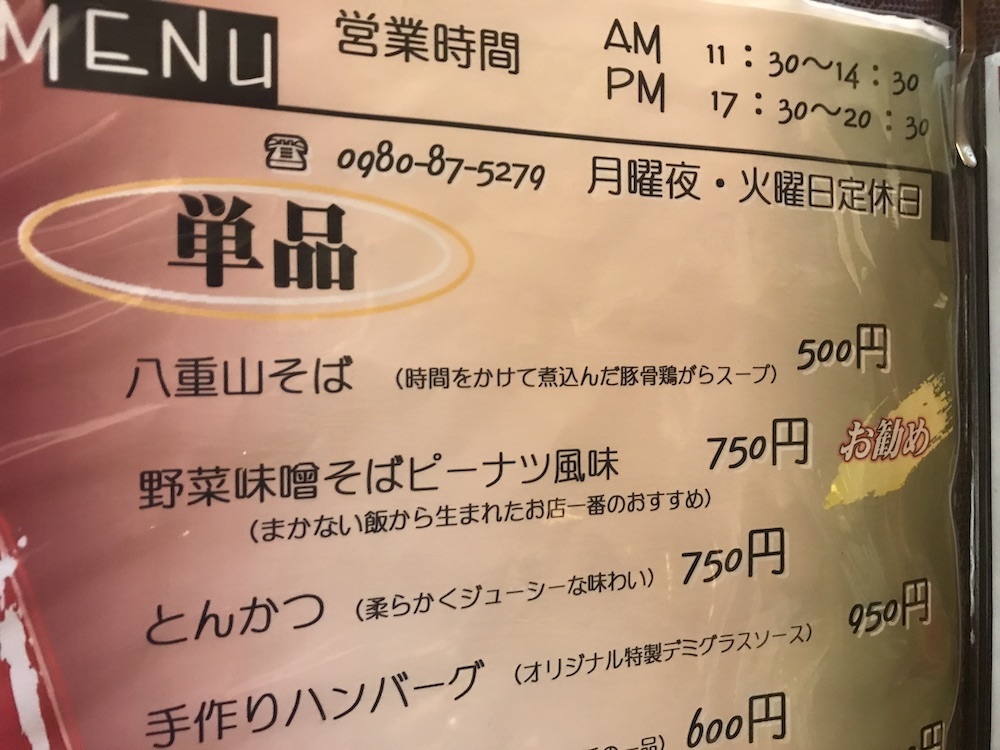 MENU
営業時間 AM 11：30～14：30
PM 17：30～20：30
☎ 0980-87-5279 月曜夜・火曜日定休日
単品
八重山そば （時間をかけて煮込んだ豚骨鶏がらスープ） 500円
野菜味噌そばピーナツ風味 750円 お勧め
（まかない飯から生まれたお店一番のおすすめ）
とんかつ （柔らかくジューシーな味わい） 750円
手作りハンバーグ （オリジナル特製デミグラスソース） 950円
の一品） 600円